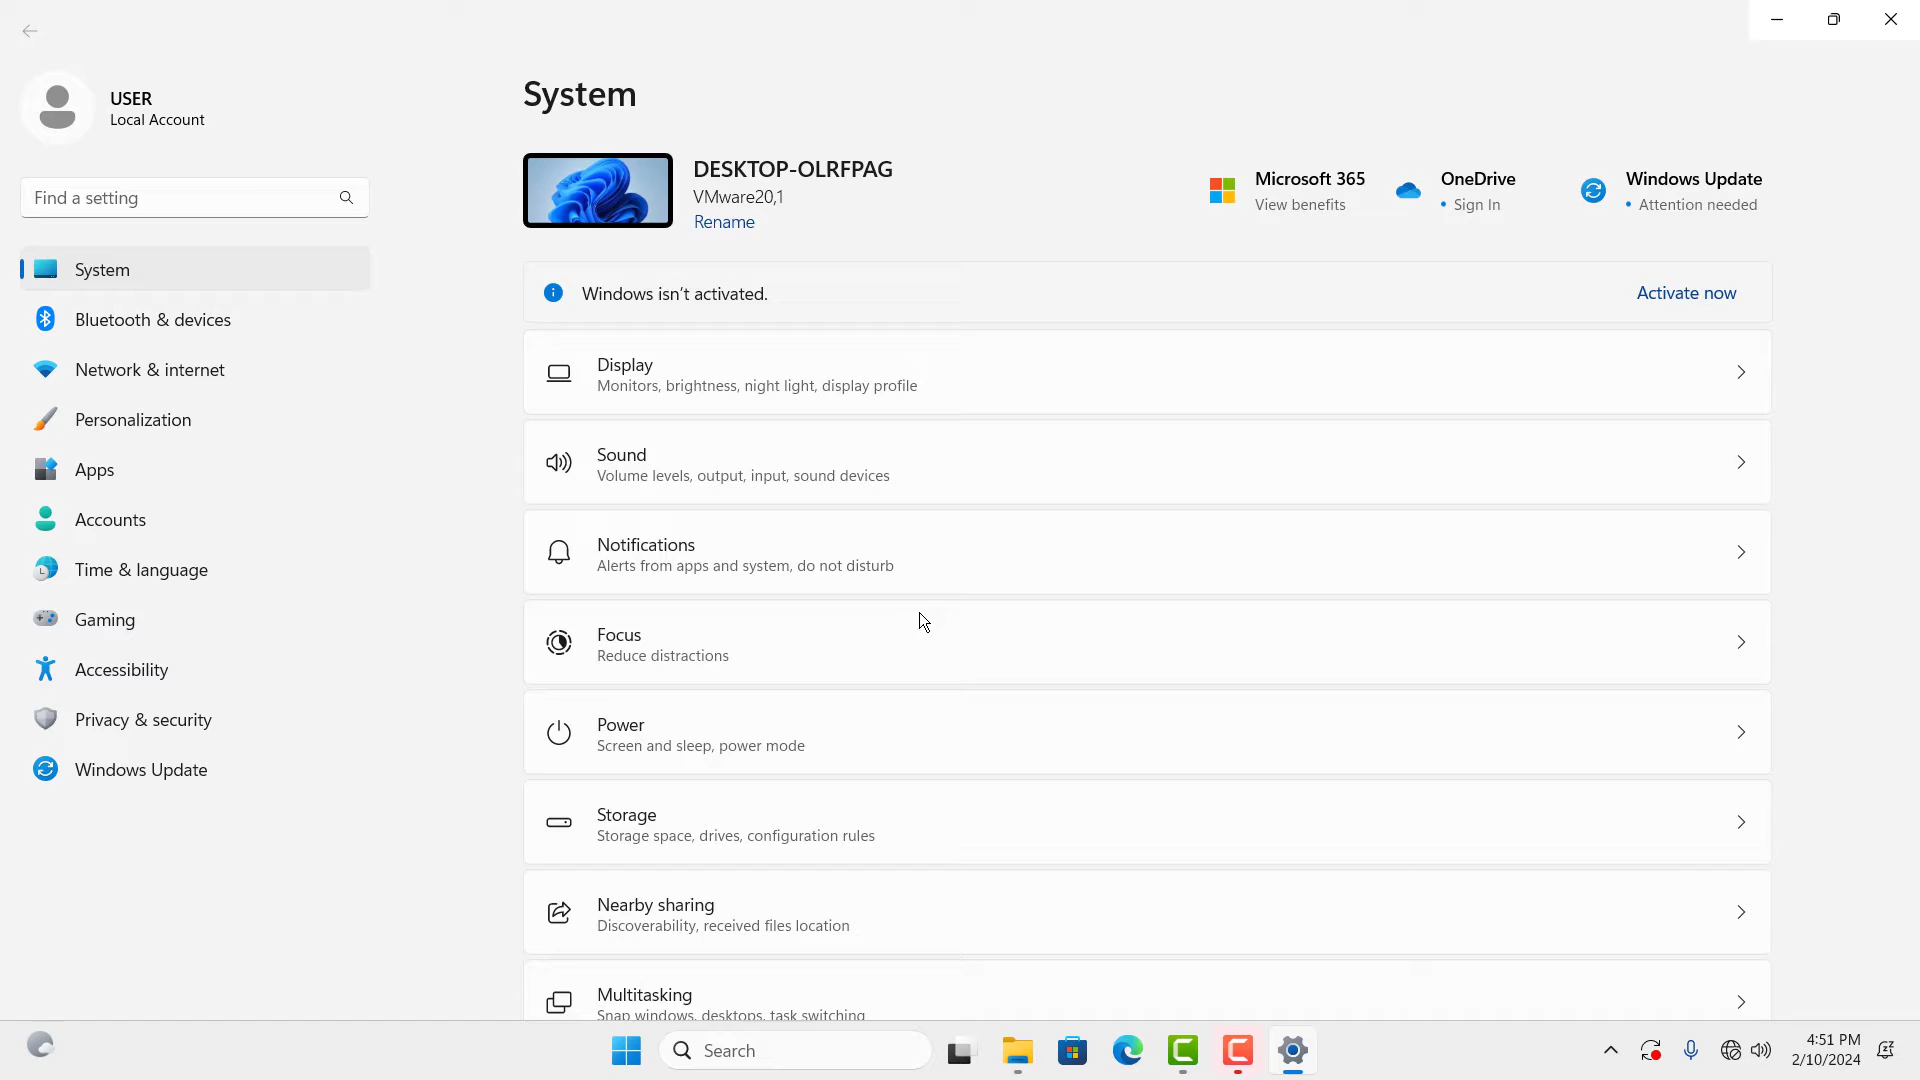 USER
Local Account
Find a setting
System
Bluetooth & devices
Network & internet
Personalization
Apps
Accounts
Time & language
Gaming
Accessibility
Privacy & security
Windows Update
System
DESKTOP-OLRFPAG
VMware20,1
Rename
Microsoft 365
View benefits
OneDrive
• Sign In
Windows Update
• Attention needed
Windows isn't activated.
Activate now
Display
Monitors, brightness, night light, display profile
Sound
Volume levels, output, input, sound devices
Notifications
Alerts from apps and system, do not disturb
Focus
Reduce distractions
Power
Screen and sleep, power mode
Storage
Storage space, drives, configuration rules
Nearby sharing
Discoverability, received files location
Multitasking
Snap windows, desktops, task switching
Search
4:51 PM
2/10/2024